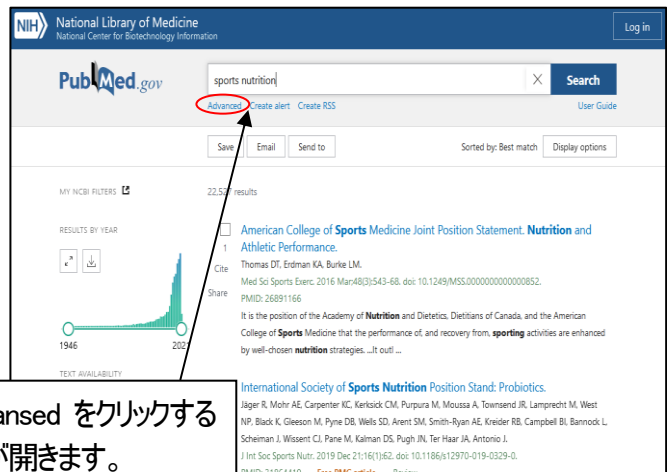 NIH National Library of Medicine
National Center for Biotechnology Information
Log in
PubMed.gov
sports nutrition
Search
Advanced Create alert Create RSS
User Guide
Save Email Send to
Sorted by: Best match Display options
MY NCBI FILTERS
22,527 results
RESULTS BY YEAR
1946 2021
TEXT AVAILABILITY
1
Cite
Share
American College of Sports Medicine Joint Position Statement. Nutrition and
Athletic Performance.
Thomas DT, Erdman KA, Burke LM.
Med Sci Sports Exerc. 2016 Mar;48(3):543-68. doi: 10.1249/MSS.0000000000000852.
PMID: 26891166
It is the position of the Academy of Nutrition and Dietetics, Dietitians of Canada, and the American
College of Sports Medicine that the performance of, and recovery from, sporting activities are enhanced
by well-chosen nutrition strategies. ...It outl ...
International Society of Sports Nutrition Position Stand: Probiotics.
Jäger R, Mohr AE, Carpenter KC, Kerksick CM, Purpura M, Moussa A, Townsend JR, Lamprecht M, West
NP, Black K, Gleeson M, Pyne DB, Wells SD, Arent SM, Smith-Ryan AE, Kreider RB, Campbell BI, Bannock L,
Scheiman J, Wissent CJ, Pane M, Kalman DS, Pugh JN, Ter Haar JA, Antonio J.
J Int Soc Sports Nutr. 2019 Dec 21;16(1):62. doi: 10.1186/s12970-019-0329-0.
PMID: 31864419 Free PMC article. Review.
ansed をクリックする
が開きます。